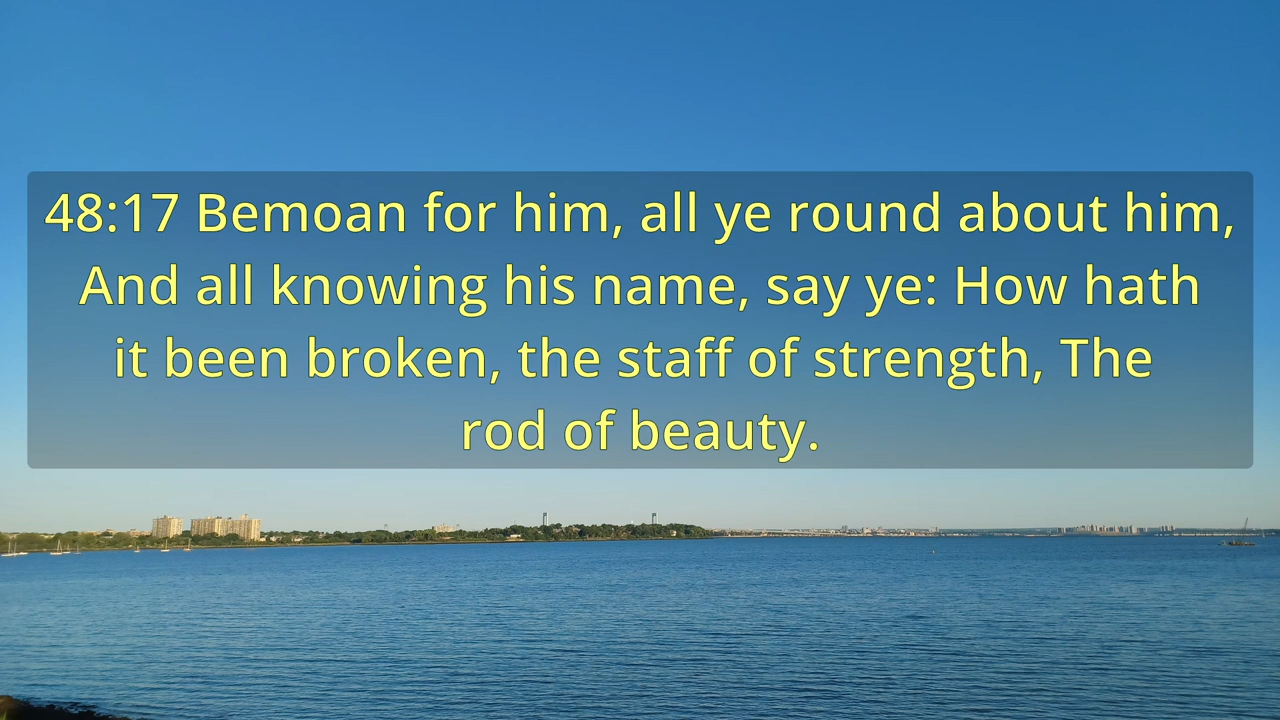 48:17 Bemoan for him, all ye round about him,
And all knowing his name, say ye: How hath
it been broken, the staff of strength, The
rod of beauty.